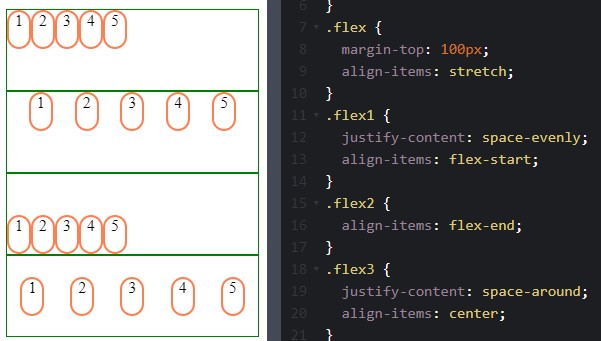 1 2 3 4 5
1 2 3 4 5
1 2 3 4 5
1 2 3 4 5
6 }
7 .flex {
8 margin-top: 100px;
9 align-items: stretch;
10 }
11 .flex1 {
12 justify-content: space-evenly;
13 align-items: flex-start;
14 }
15 .flex2 {
16 align-items: flex-end;
17 }
18 .flex3 {
19 justify-content: space-around;
20 align-items: center;
21 }